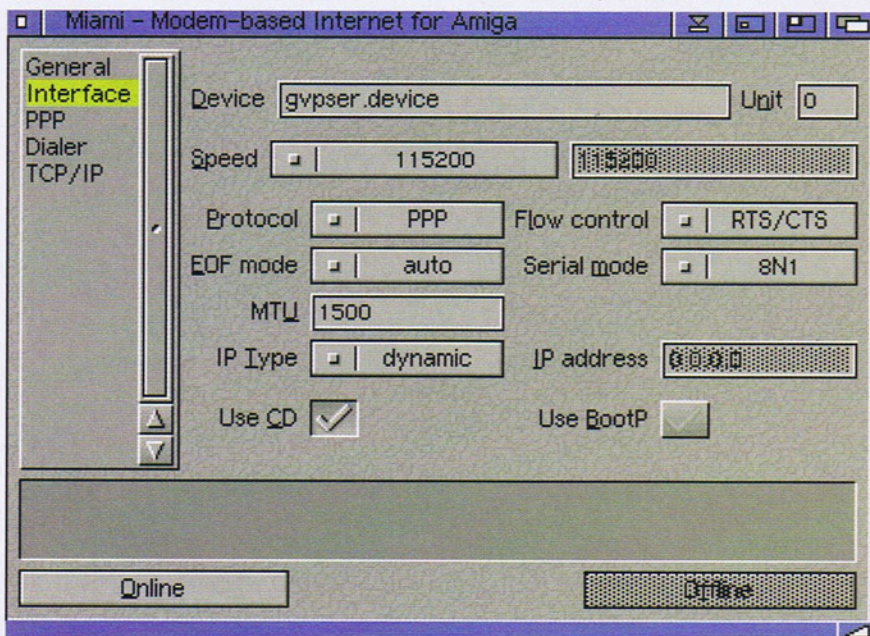 Miami - Modem-based Internet for Amiga
General
Interface
PPP
Dialer
TCP/IP
Device gvpser.device Unit 0
Speed 115200 115200
Protocol PPP Flow control RTS/CTS
EOF mode auto Serial mode 8N1
MTU 1500
IP Type dynamic IP address 0.0.0.0
Use CD Use BootP
Online Offline